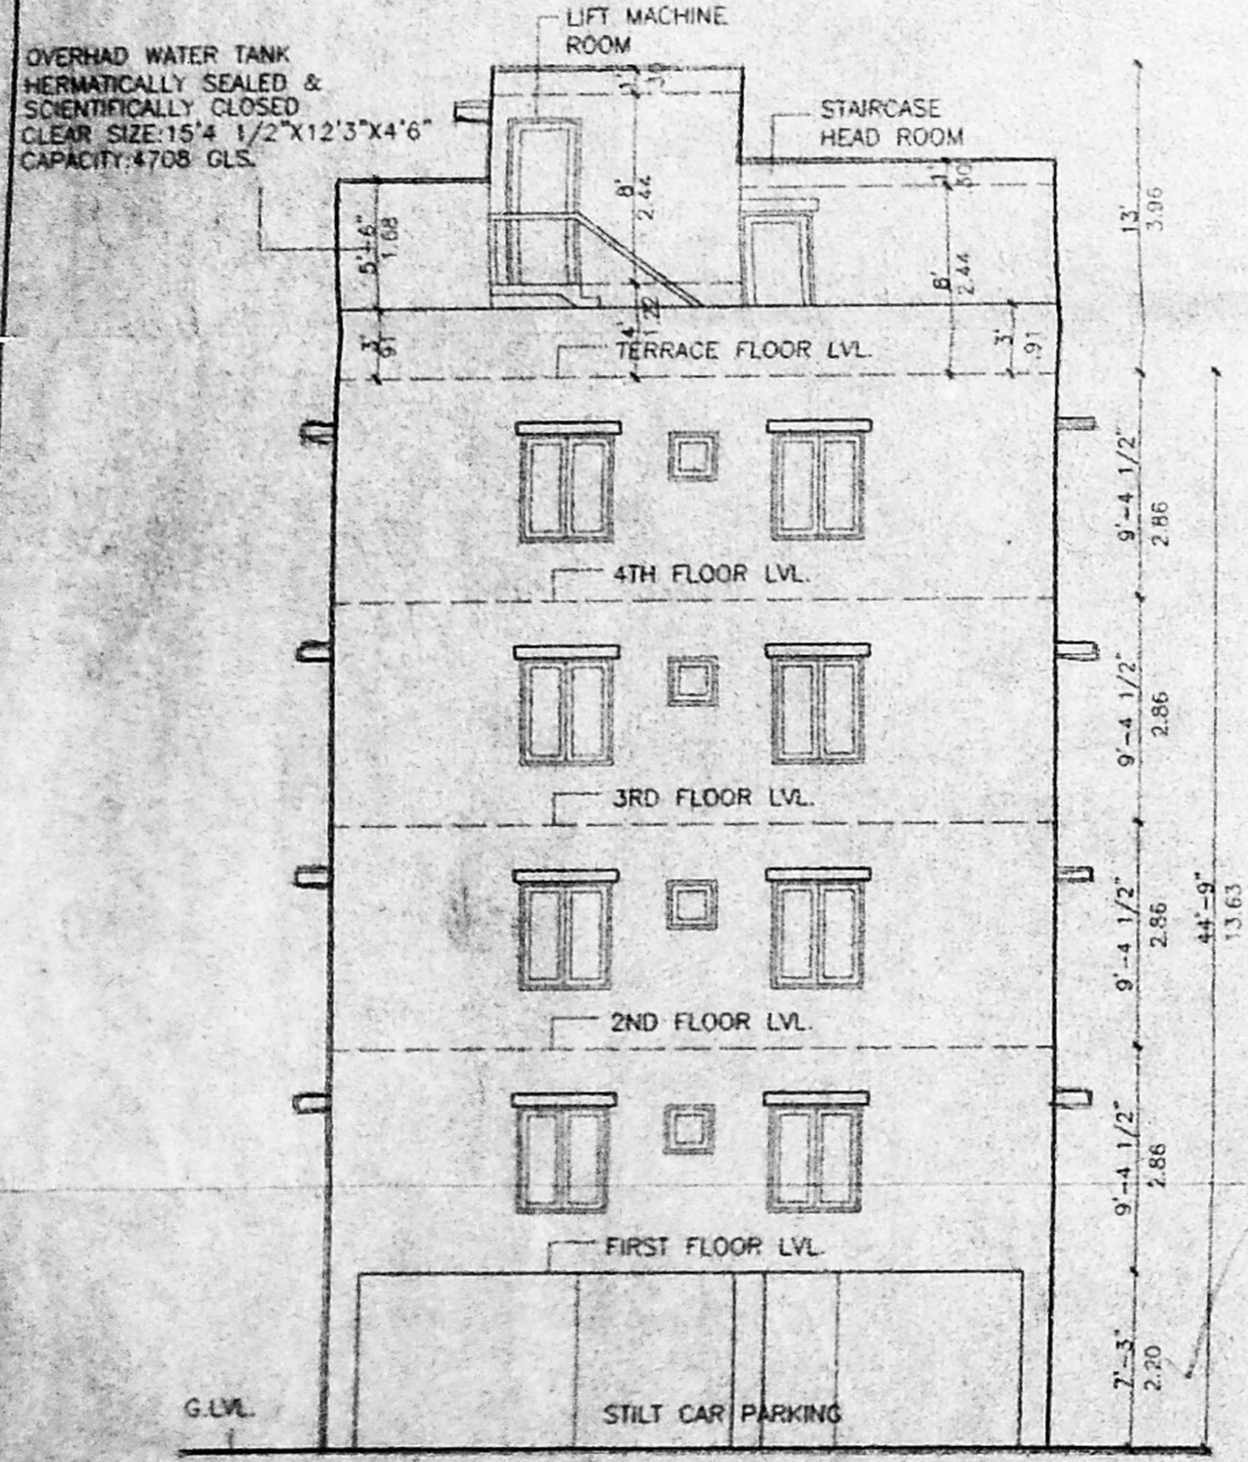 LIFT MACHINE
ROOM
OVERHAD WATER TANK
HERMATICALLY SEALED &
SCIENTIFICALLY CLOSED
CLEAR SIZE:15'4 1/2"X12'3"X4'6"
CAPACITY:4708 GLS.
STAIRCASE
HEAD ROOM
1'
.30
8'
2.44
4'
1.22
1'
.30
8'
2.44
5'-6"
1.68
3'
.91
3'
.91
13'
3.96
TERRACE FLOOR LVL.
9'-4 1/2"
2.86
4TH FLOOR LVL.
9'-4 1/2"
2.86
3RD FLOOR LVL.
9'-4 1/2"
2.86
44'-9"
13.63
2ND FLOOR LVL.
9'-4 1/2"
2.86
FIRST FLOOR LVL.
7'-3"
2.20
G.LVL.
STILT CAR PARKING